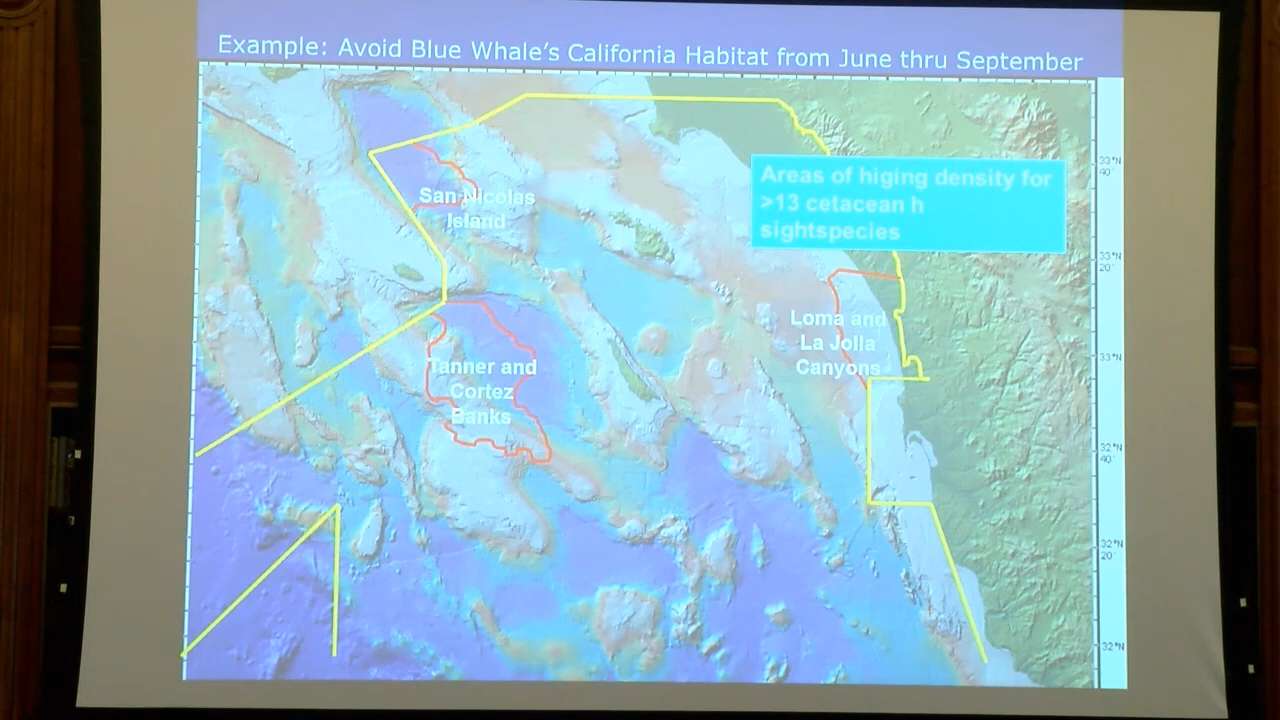 Example: Avoid Blue Whale's California Habitat from June thru September
Areas of higing density for
>13 cetacean h
sightspecies
San Nicolas
Island
Loma and
La Jolla
Canyons
Tanner and
Cortez
Banks
33°N
40'
33°N
20'
33°N
32°N
40'
32°N
20'
32°N